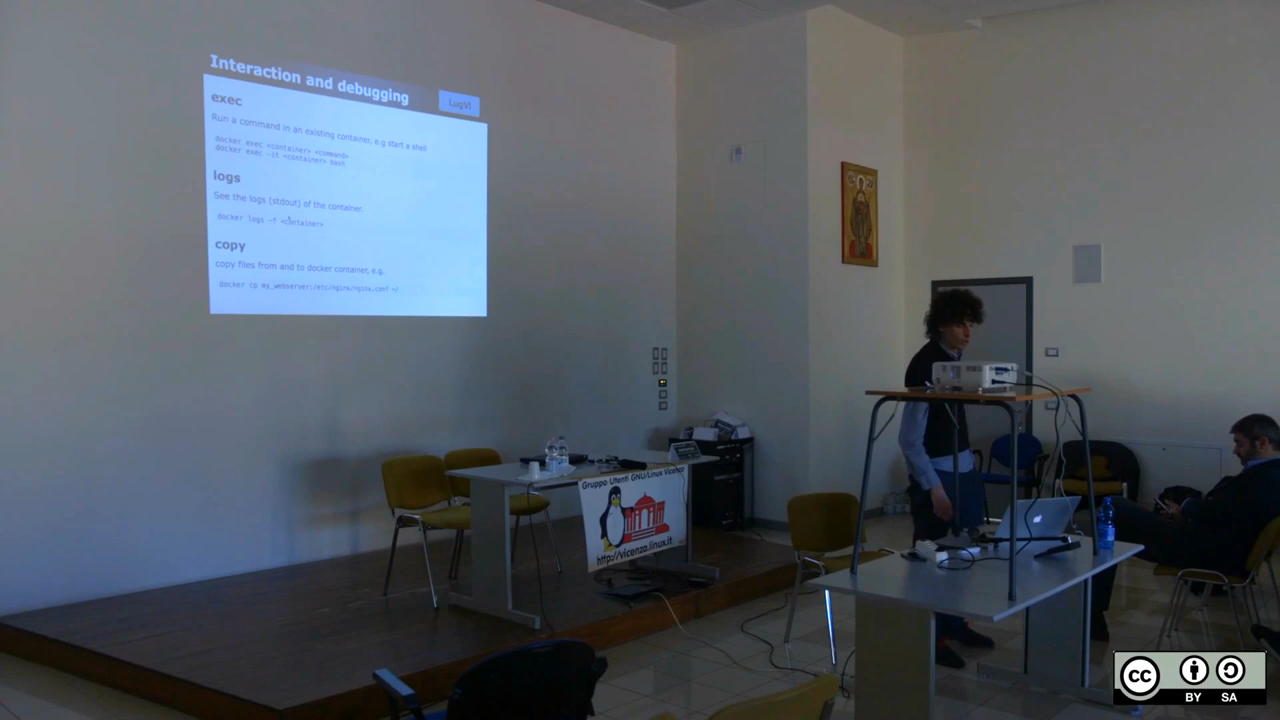 Interaction and debugging
LugVI
exec
Run a command in an existing container, e.g start a shell
docker exec <container> <command>
docker exec -it <container> bash
logs
See the logs (stdout) of the container.
docker logs -f <container>
copy
copy files from and to docker container, e.g.
docker cp my_webserver:/etc/nginx/nginx.conf ~/
Gruppo Utenti GNU/Linux Vicenza
http://vicenza.linux.it
cc
BY SA